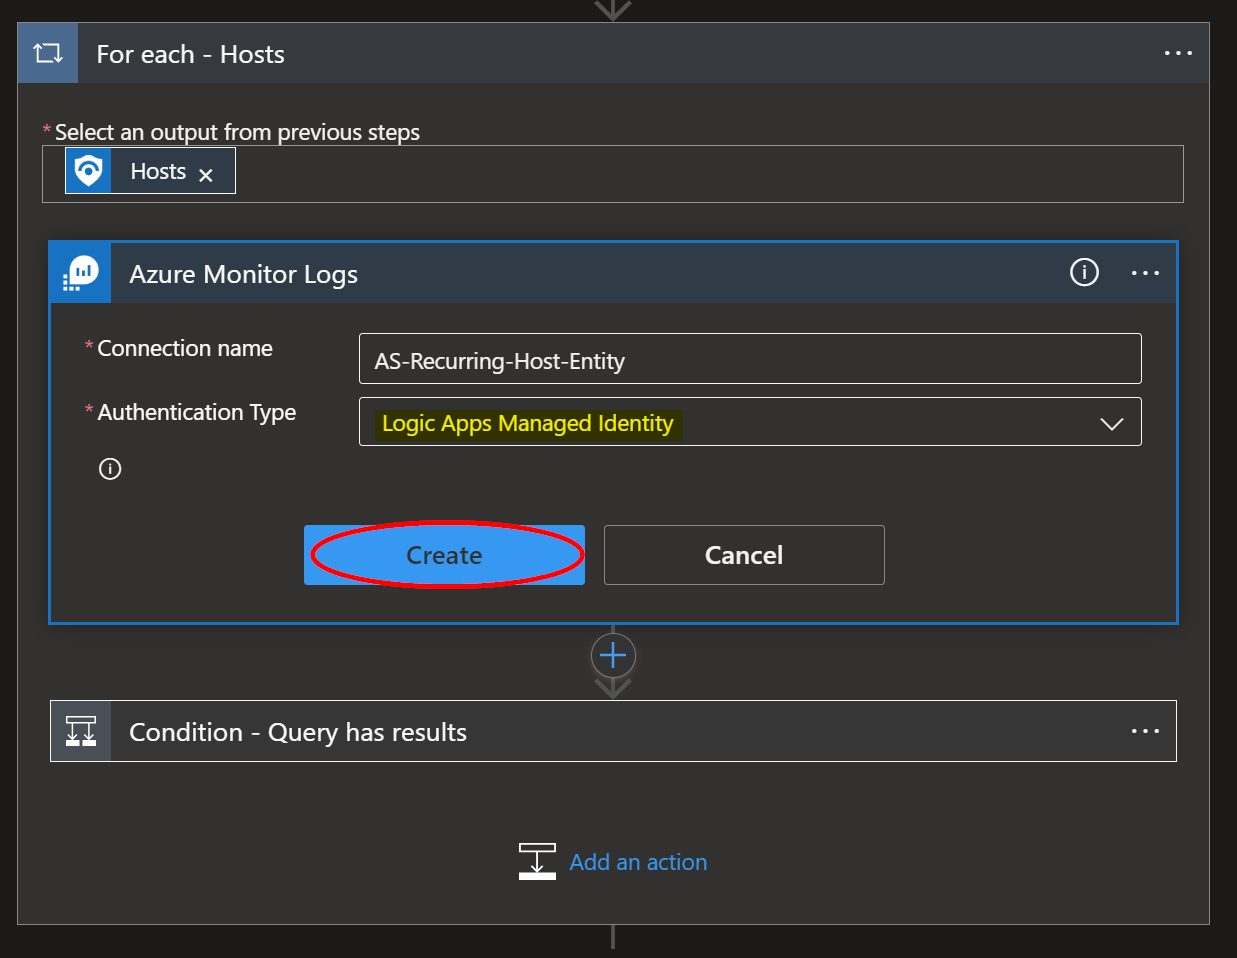 For each - Hosts
* Select an output from previous steps
Hosts
Azure Monitor Logs
* Connection name
AS-Recurring-Host-Entity
* Authentication Type
Logic Apps Managed Identity
Create
Cancel
Condition - Query has results
Add an action